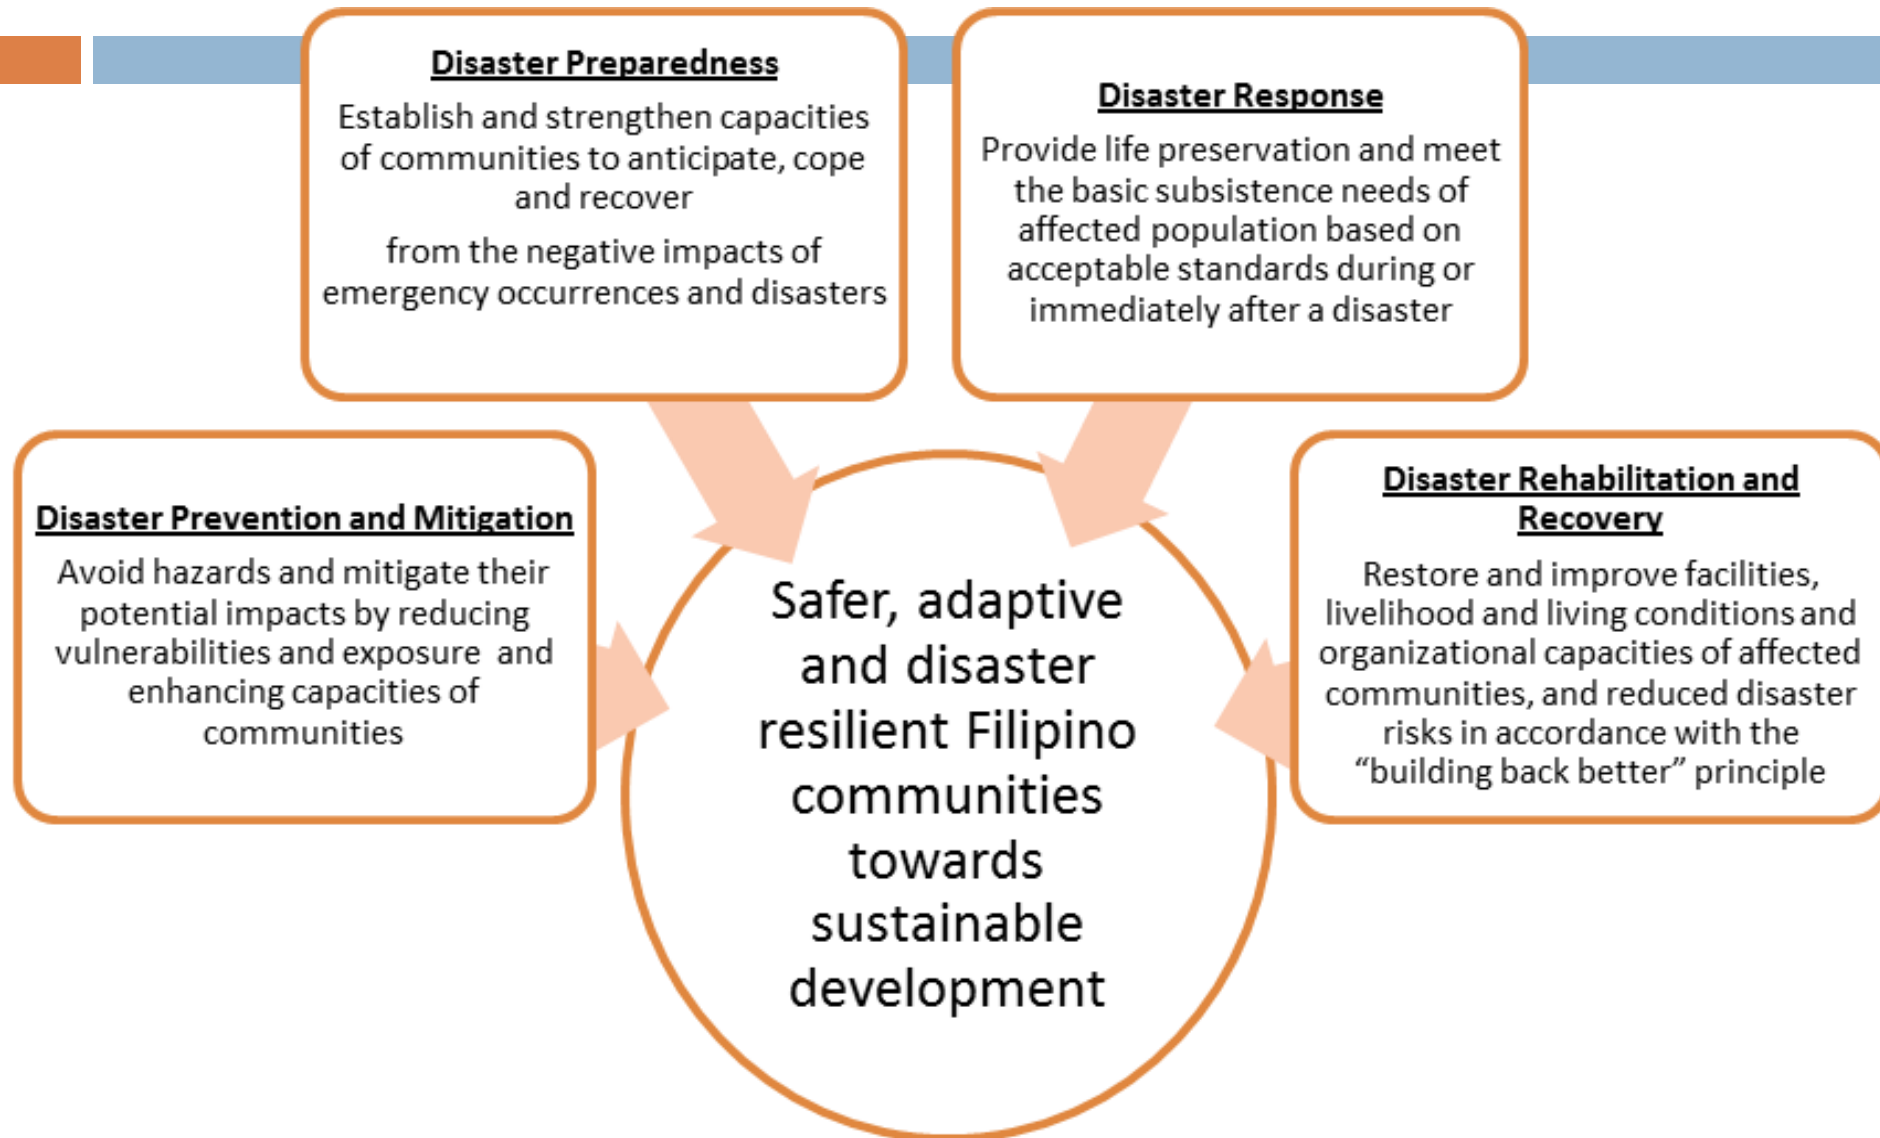 Disaster Preparedness
Establish and strengthen capacities
of communities to anticipate, cope
and recover
from the negative impacts of
emergency occurrences and disasters
Disaster Response
Provide life preservation and meet
the basic subsistence needs of
affected population based on
acceptable standards during or
immediately after a disaster
Disaster Prevention and Mitigation
Avoid hazards and mitigate their
potential impacts by reducing
vulnerabilities and exposure and
enhancing capacities of
communities
Disaster Rehabilitation and
Recovery
Restore and improve facilities,
livelihood and living conditions and
organizational capacities of affected
communities, and reduced disaster
risks in accordance with the
“building back better” principle
Safer, adaptive
and disaster
resilient Filipino
communities
towards
sustainable
development